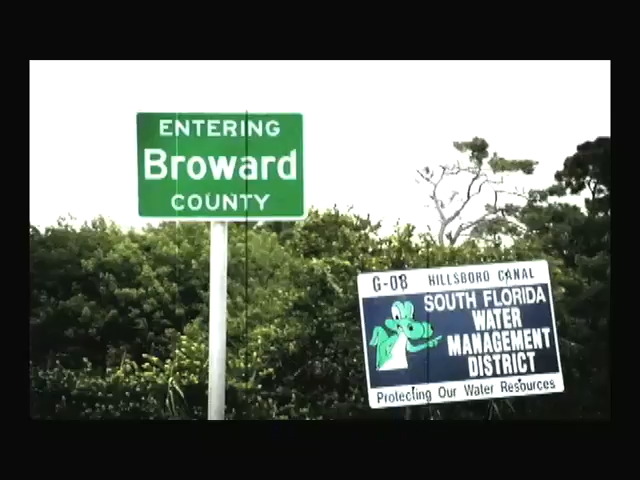 ENTERING
Broward
COUNTY
G-08 HILLSBORO CANAL
SOUTH FLORIDA
WATER
MANAGEMENT
DISTRICT
Protecting Our Water Resources